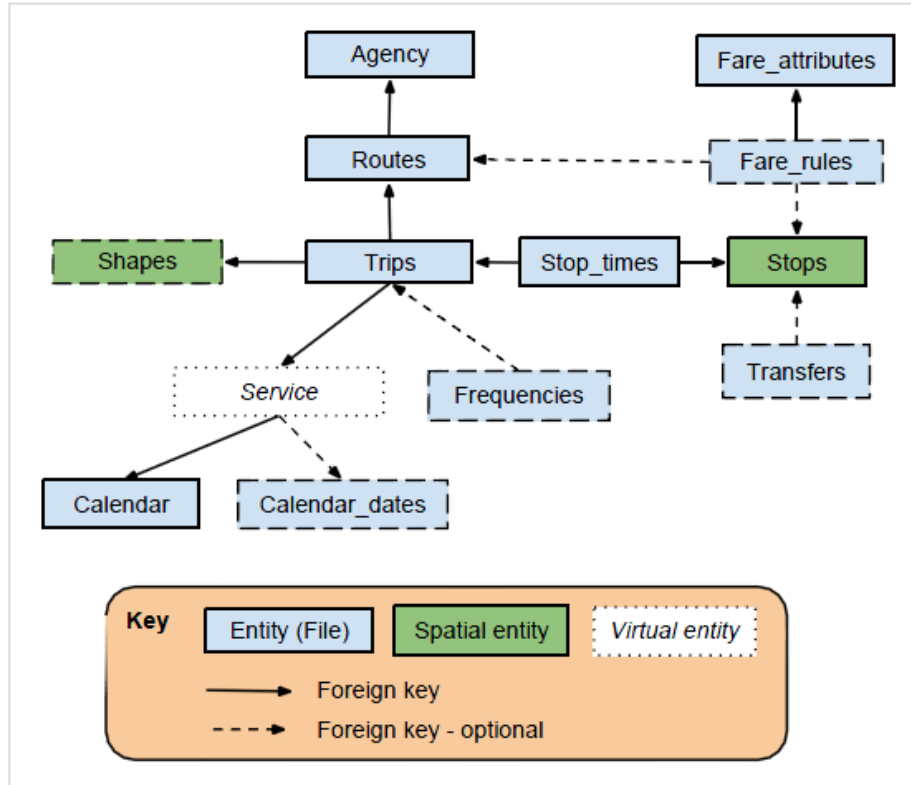 Agency
Fare_attributes
Routes
Fare_rules
Shapes
Trips
Stop_times
Stops
Service
Frequencies
Transfers
Calendar
Calendar_dates
Key
Entity (File)
Spatial entity
Virtual entity
Foreign key
Foreign key - optional